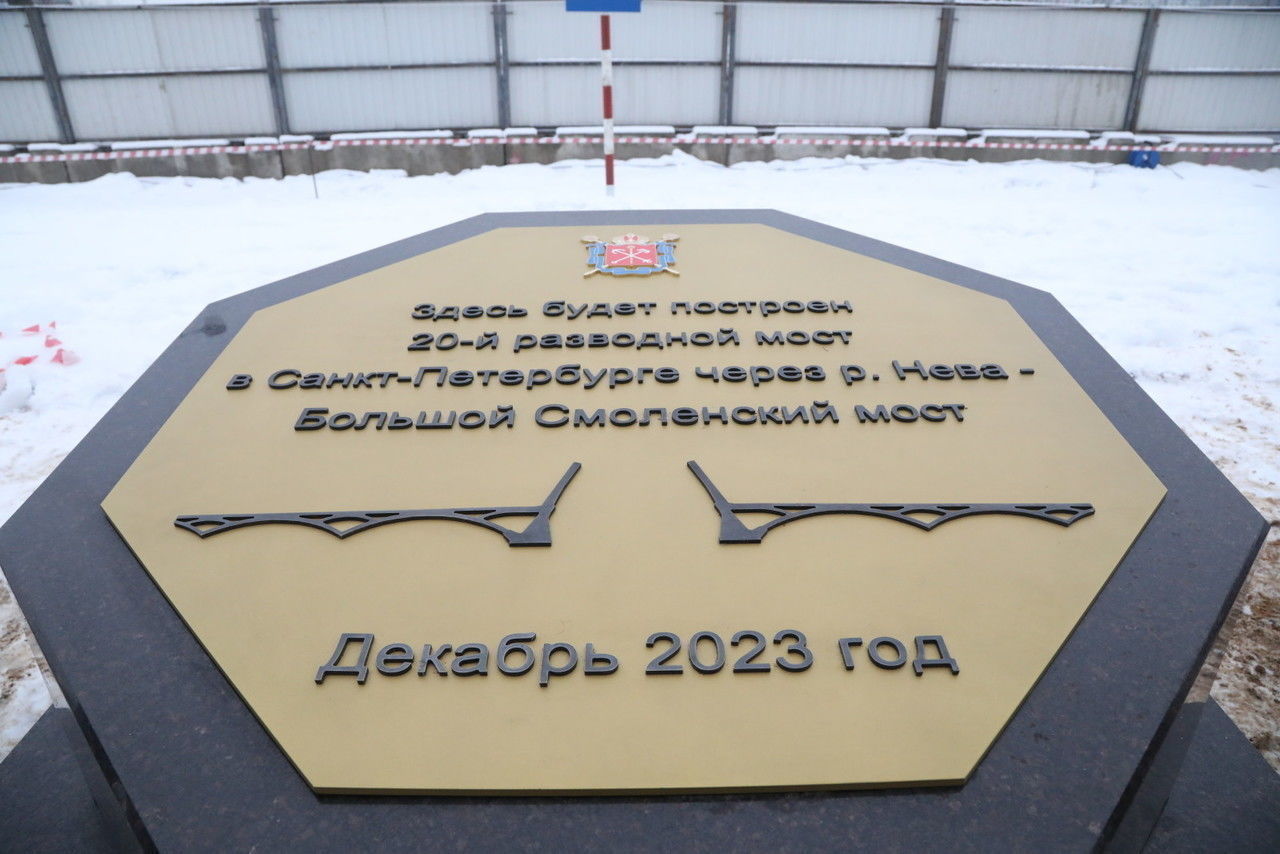 Здесь будет построен
20-й разводной мост
в Санкт-Петербурге через р. Нева -
Большой Смоленский мост
Декабрь 2023 год